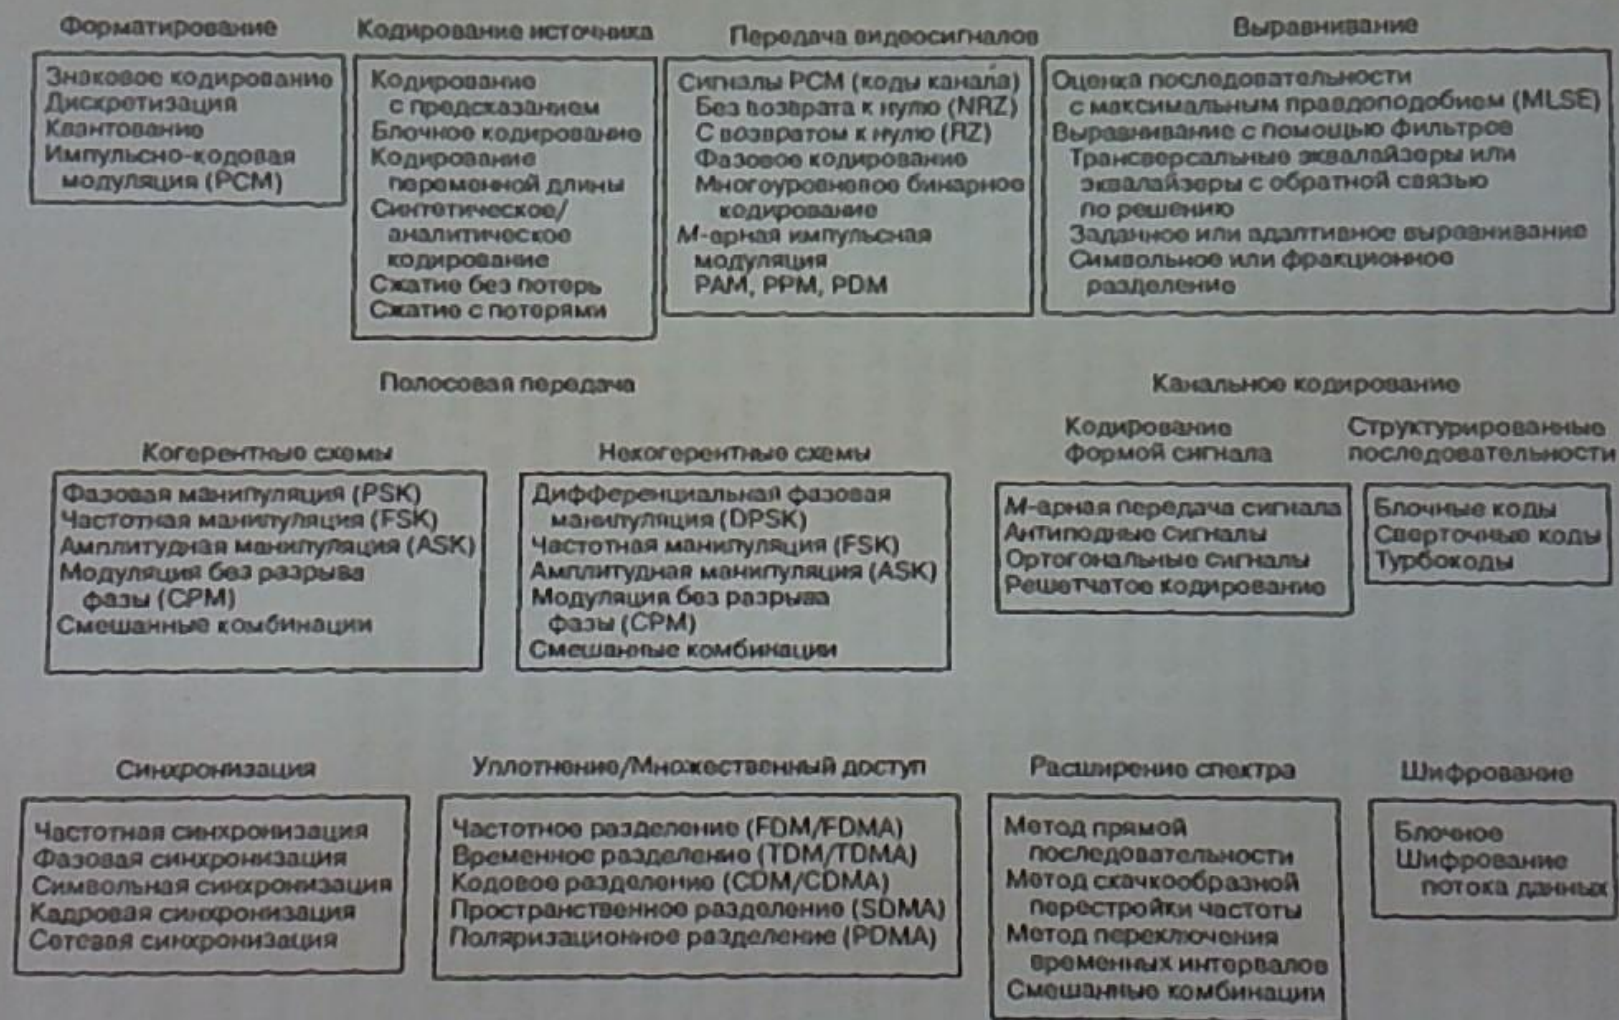 Форматирование
Знаковое кодирование
Дискретизация
Квантование
Импульсно-кодовая
модуляция (PCM)
Кодирование источника
Кодирование
с предсказанием
Блочное кодирование
Кодирование
переменной длины
Синтетическое/
аналитическое
кодирование
Сжатие без потерь
Сжатие с потерями
Передача видеосигналов
Сигналы PCM (коды канала)
Без возврата к нулю (NRZ)
С возвратом к нулю (RZ)
Фазовое кодирование
Многоуровневое бинарное
кодирование
М-арная импульсная
модуляция
PAM, PPM, PDM
Выравнивание
Оценка последовательности
с максимальным правдоподобием (MLSE)
Выравнивание с помощью фильтров
Трансверсальные эквалайзеры или
эквалайзеры с обратной связью
по решению
Заданное или адаптивное выравнивание
Символьное или фракционное
разделение
Полосовая передача
Когерентные схемы
Фазовая манипуляция (PSK)
Частотная манипуляция (FSK)
Амплитудная манипуляция (ASK)
Модуляция без разрыва
фазы (CPM)
Смешанные комбинации
Некогерентные схемы
Дифференциальная фазовая
манипуляция (DPSK)
Частотная манипуляция (FSK)
Амплитудная манипуляция (ASK)
Модуляция без разрыва
фазы (CPM)
Смешанные комбинации
Канальное кодирование
Кодирование
формой сигнала
М-арная передача сигнала
Антиподные сигналы
Ортогональные сигналы
Решетчатое кодирование
Структурированные
последовательности
Блочные коды
Сверточные коды
Турбокоды
Синхронизация
Частотная синхронизация
Фазовая синхронизация
Символьная синхронизация
Кадровая синхронизация
Сетевая синхронизация
Уплотнение/Множественный доступ
Частотное разделение (FDM/FDMA)
Временное разделение (TDM/TDMA)
Кодовое разделение (CDM/CDMA)
Пространственное разделение (SDMA)
Поляризационное разделение (PDMA)
Расширение спектра
Метод прямой
последовательности
Метод скачкообразной
перестройки частоты
Метод переключения
временных интервалов
Смешанные комбинации
Шифрование
Блочное
Шифрование
потока данных